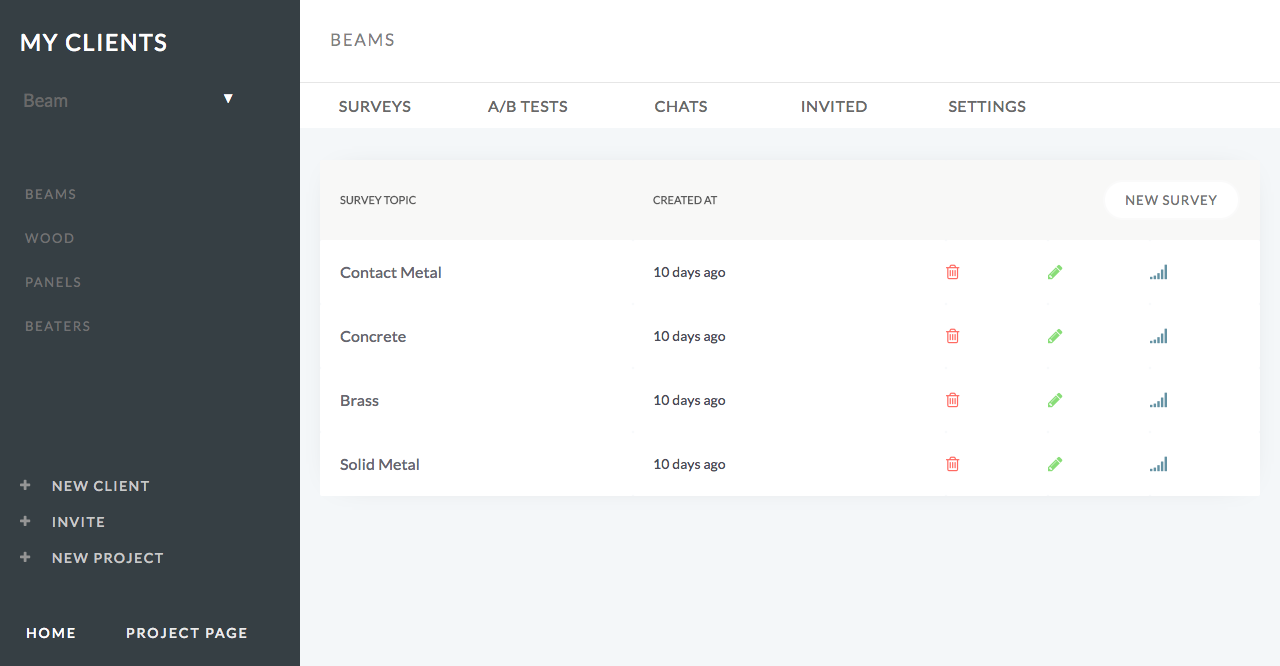 MY CLIENTS
Beam
BEAMS
WOOD
PANELS
BEATERS
NEW CLIENT
INVITE
NEW PROJECT
HOME PROJECT PAGE
BEAMS
SURVEYS A/B TESTS CHATS INVITED SETTINGS
SURVEY TOPIC CREATED AT NEW SURVEY
Contact Metal 10 days ago
Concrete 10 days ago
Brass 10 days ago
Solid Metal 10 days ago